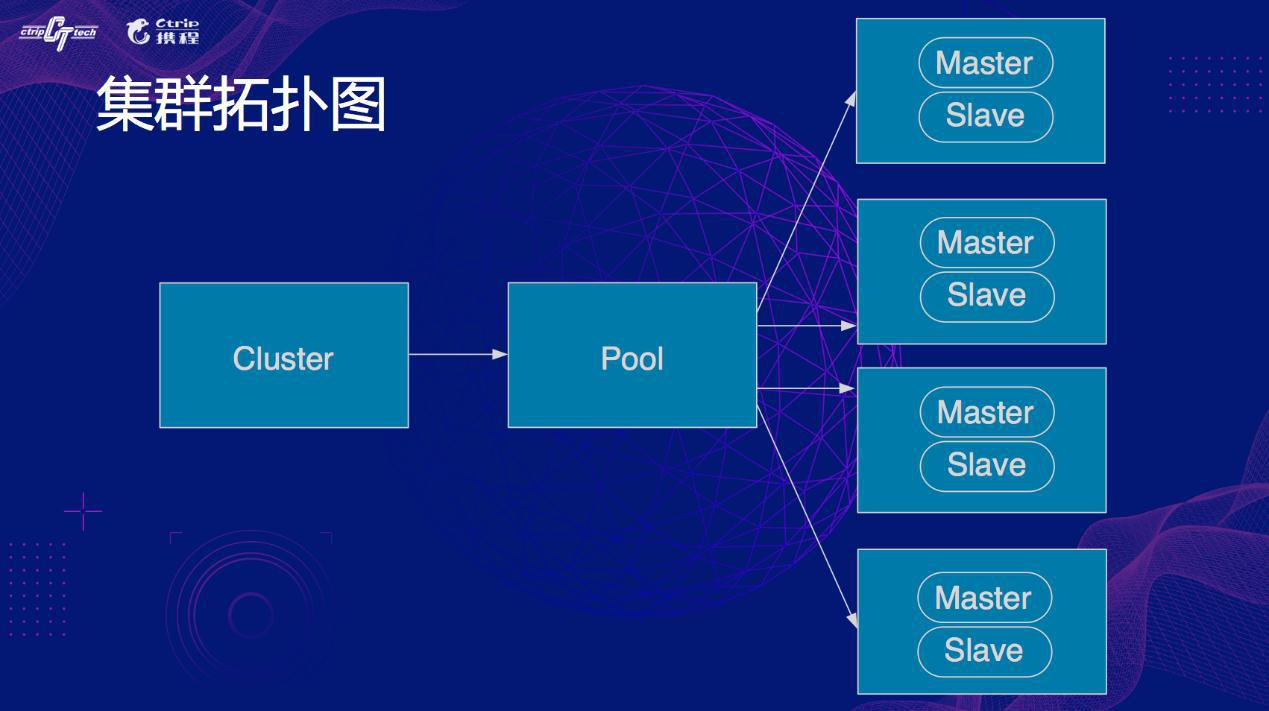 ctrip tech
Ctrip
携程
集群拓扑图
Cluster
Pool
Master
Slave
Master
Slave
Master
Slave
Master
Slave